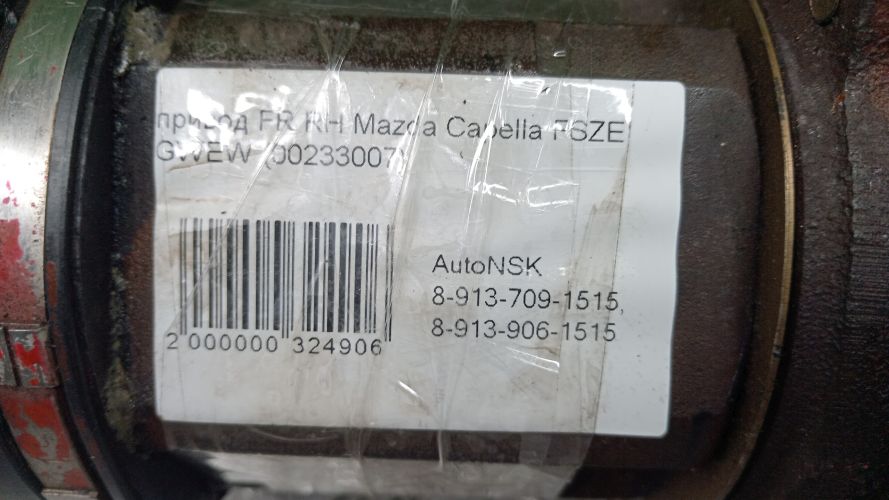 привод FR RH Mazda Capella FSZE
GWEW (00233007)
AutoNSK
8-913-709-1515,
8-913-906-1515
2 000000 324906